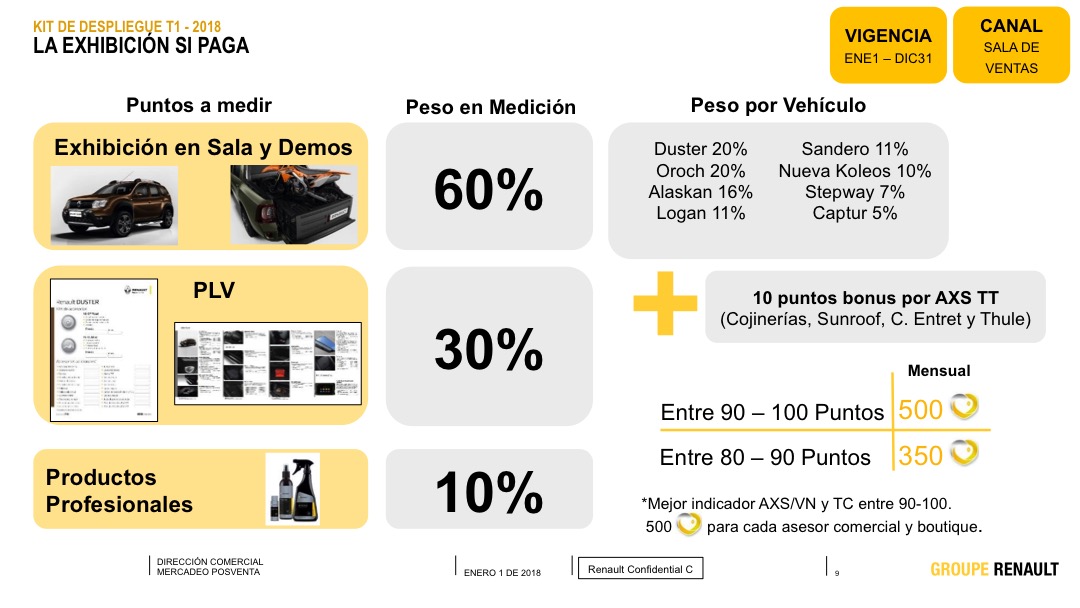 KIT DE DESPLIEGUE T1 - 2018
LA EXHIBICIÓN SI PAGA
VIGENCIA
ENE1 – DIC31
CANAL
SALA DE
VENTAS
Puntos a medir
Peso en Medición
Peso por Vehículo
Exhibición en Sala y Demos
60%
Duster 20%
Oroch 20%
Alaskan 16%
Logan 11%
Sandero 11%
Nueva Koleos 10%
Stepway 7%
Captur 5%
PLV
Renault DUSTER
30%
10 puntos bonus por AXS TT
(Cojinerías, Sunroof, C. Entret y Thule)
Mensual
Entre 90 – 100 Puntos 500
Entre 80 – 90 Puntos 350
Productos
Profesionales
10%
*Mejor indicador AXS/VN y TC entre 90-100.
500 para cada asesor comercial y boutique.
DIRECCIÓN COMERCIAL
MERCADEO POSVENTA
ENERO 1 DE 2018
Renault Confidential C
9
GROUPE RENAULT